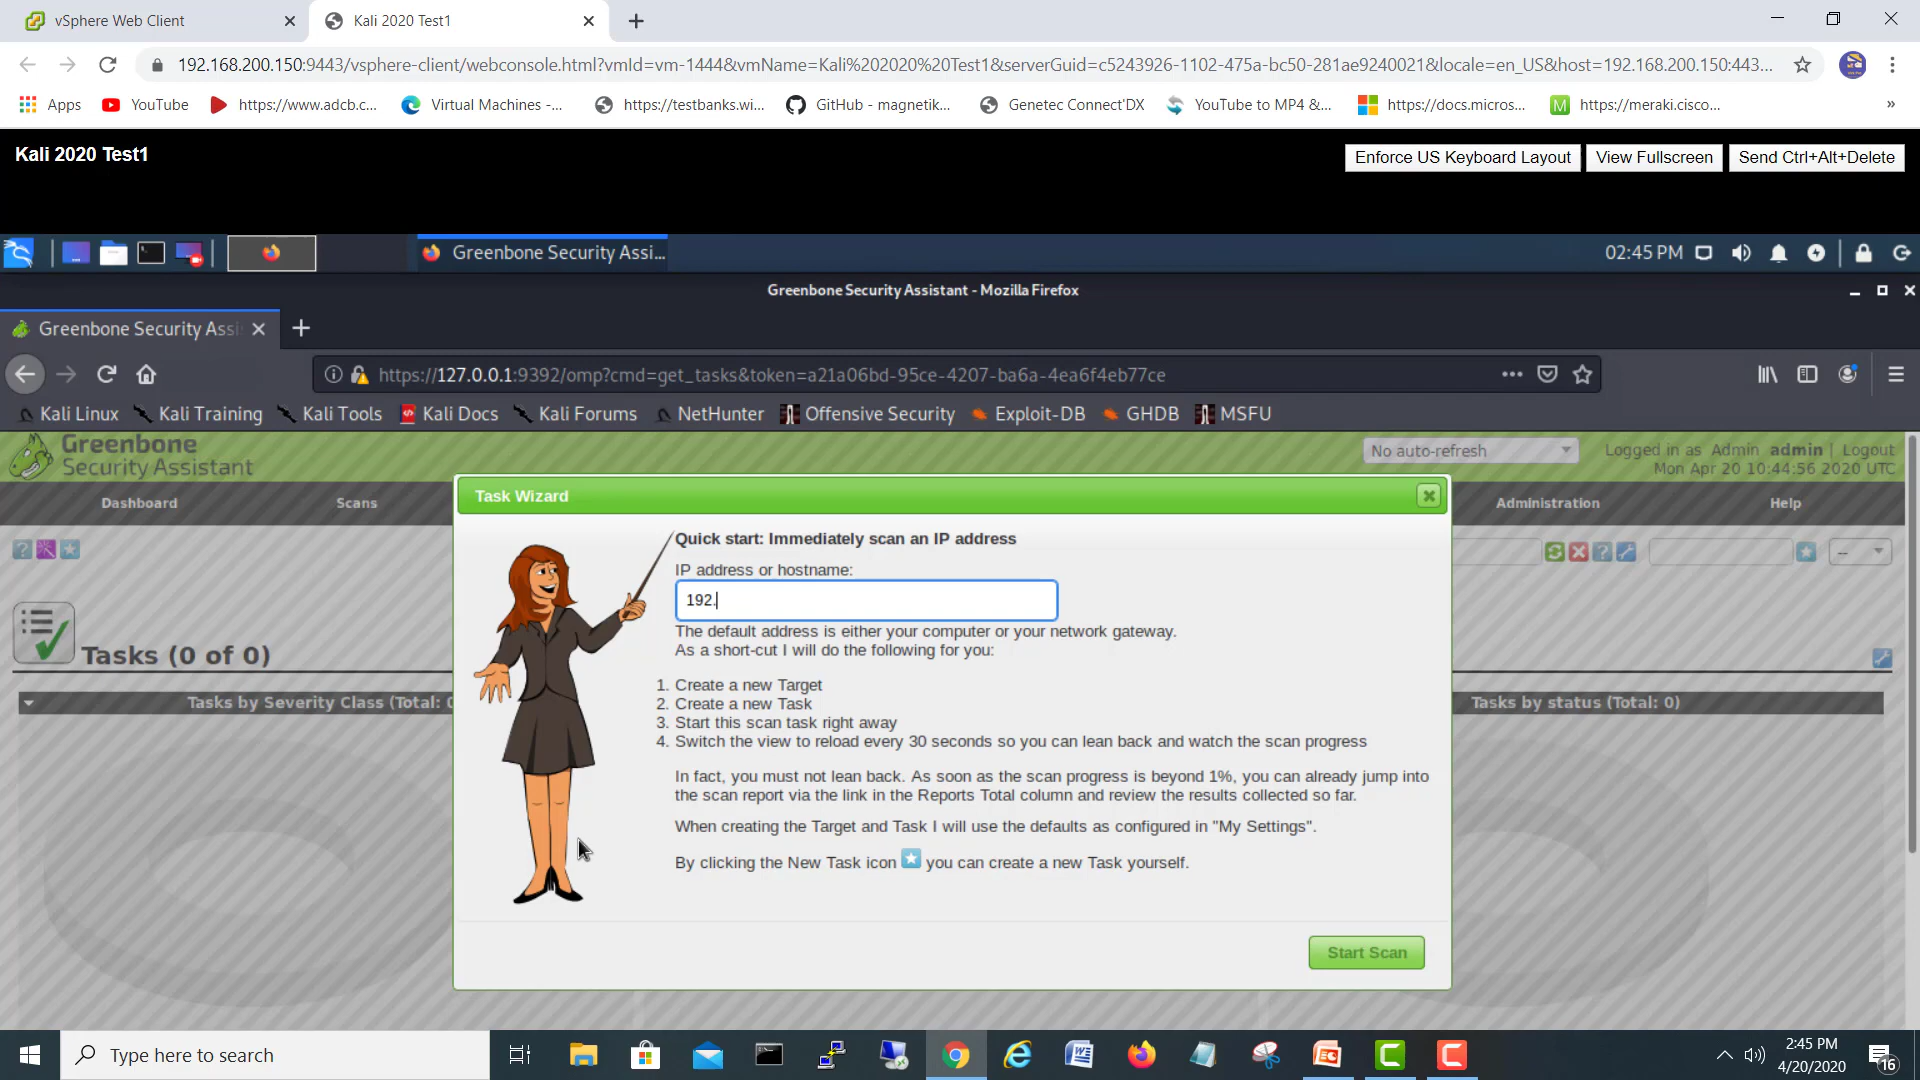 vSphere Web Client
Kali 2020 Test1
192.168.200.150:9443/vsphere-client/webconsole.html?vmId=vm-1444&vmName=Kali%202020%20Test1&serverGuid=c5243926-1102-475a-bc50-281ae9240021&locale=en_US&host=192.168.200.150:443...
Apps
YouTube
https://www.adcb.c...
Virtual Machines -...
https://testbanks.wi...
GitHub - magnetik...
Genetec Connect'DX
YouTube to MP4 &...
https://docs.micros...
https://meraki.cisco...
»
Kali 2020 Test1
Enforce US Keyboard Layout
View Fullscreen
Send Ctrl+Alt+Delete
Greenbone Security Assi...
02:45 PM
Greenbone Security Assistant - Mozilla Firefox
Greenbone Security Assi
https://127.0.0.1:9392/omp?cmd=get_tasks&token=a21a06bd-95ce-4207-ba6a-4ea6f4eb77ce
Kali Linux
Kali Training
Kali Tools
Kali Docs
Kali Forums
NetHunter
Offensive Security
Exploit-DB
GHDB
MSFU
Greenbone
Security Assistant
No auto-refresh
Logged in as Admin admin | Logout
Mon Apr 20 10:44:56 2020 UTC
Dashboard
Scans
Administration
Help
--
Tasks (0 of 0)
Tasks by Severity Class (Total: 0
Tasks by status (Total: 0)
Task Wizard
Quick start: Immediately scan an IP address
IP address or hostname:
192.
The default address is either your computer or your network gateway.
As a short-cut I will do the following for you:
1. Create a new Target
2. Create a new Task
3. Start this scan task right away
4. Switch the view to reload every 30 seconds so you can lean back and watch the scan progress
In fact, you must not lean back. As soon as the scan progress is beyond 1%, you can already jump into
the scan report via the link in the Reports Total column and review the results collected so far.
When creating the Target and Task I will use the defaults as configured in "My Settings".
By clicking the New Task icon you can create a new Task yourself.
Start Scan
Type here to search
2:45 PM
4/20/2020
16